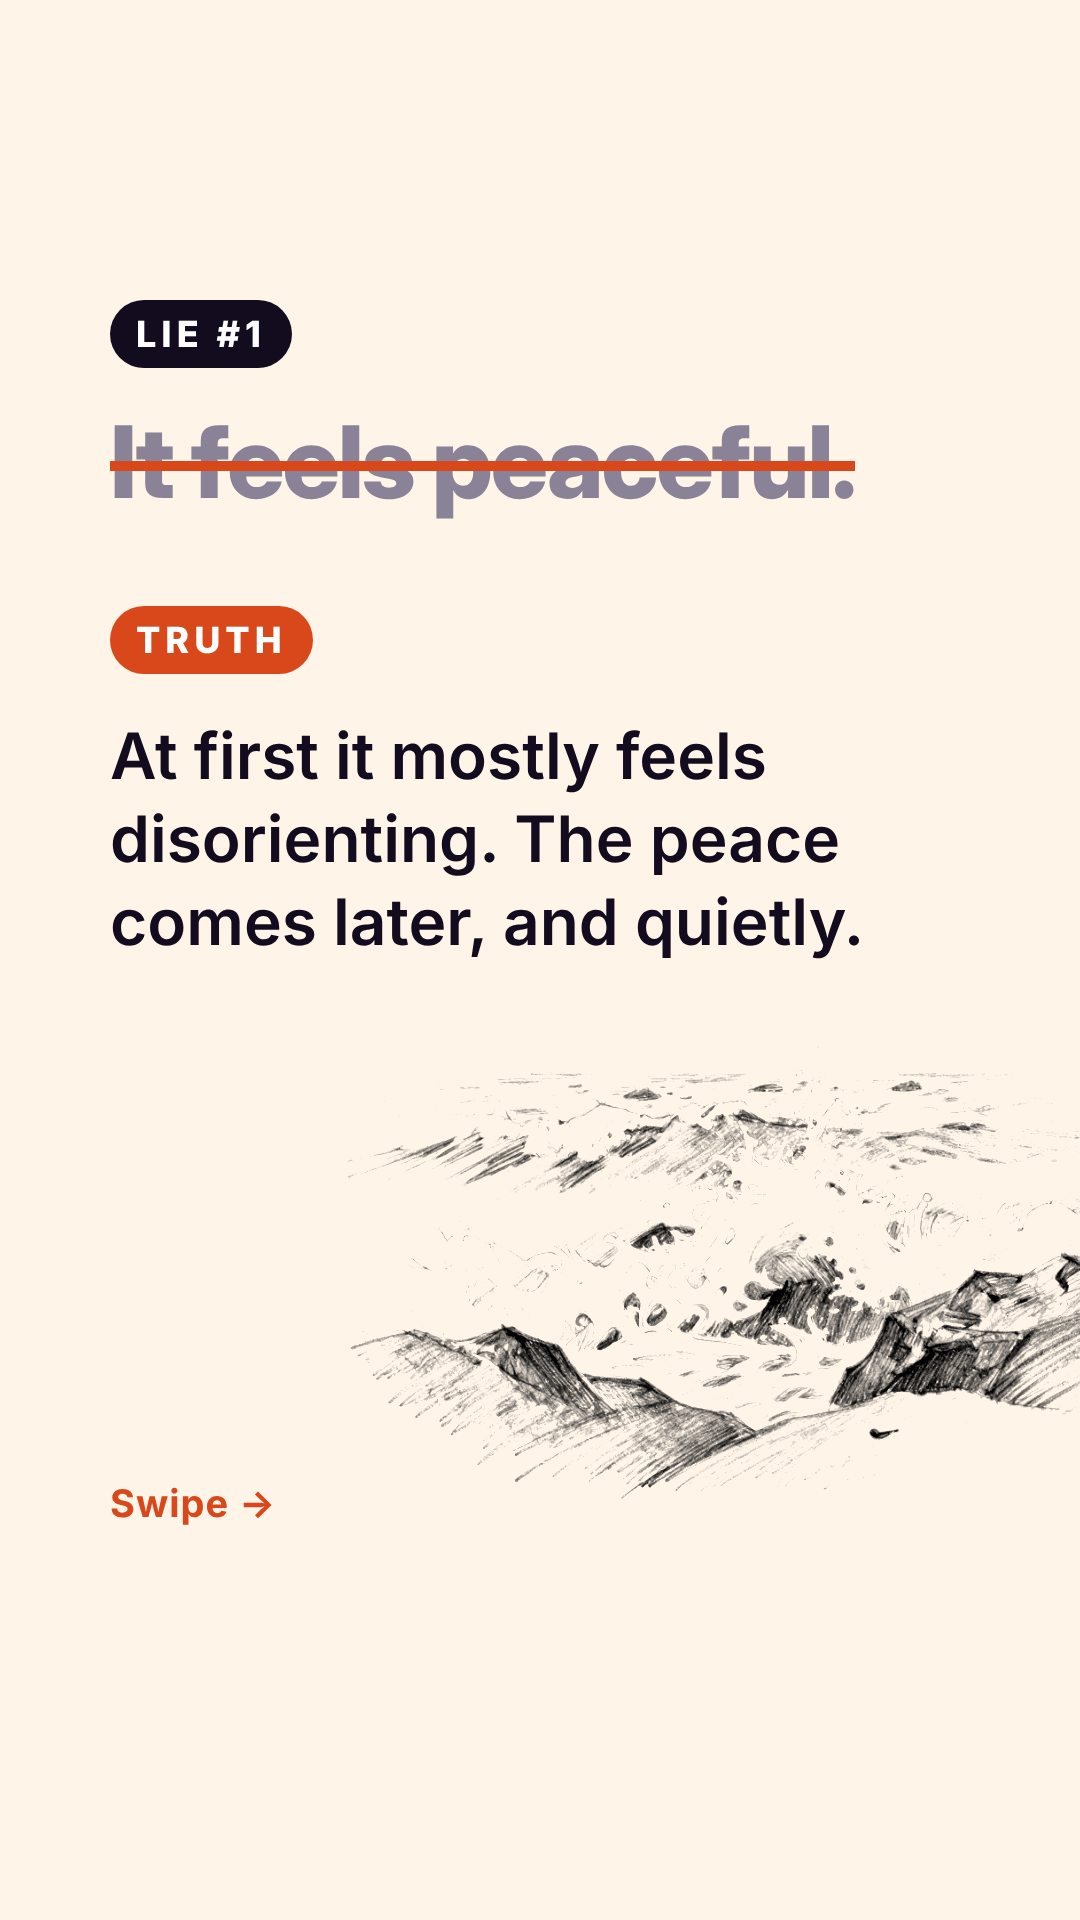 LIE #1
It feels peaceful.
TRUTH
At first it mostly feels
disorienting. The peace
comes later, and quietly.
Swipe →